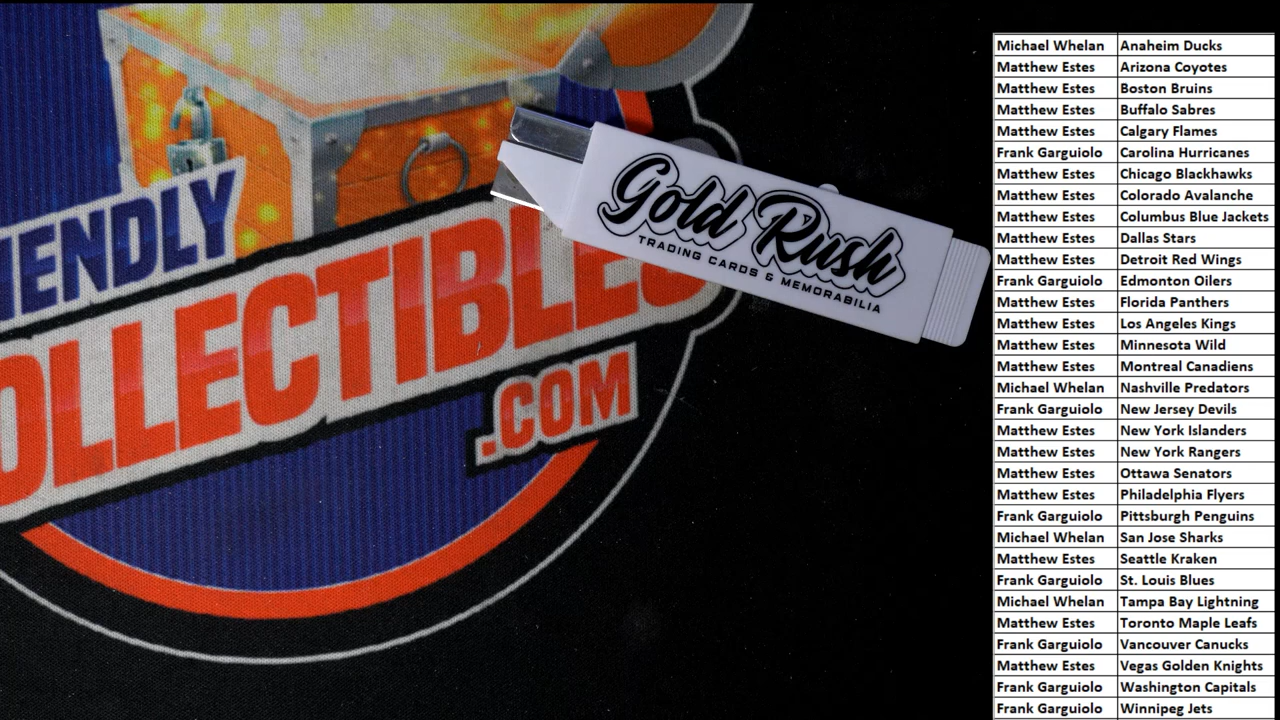 IENDLY
OLLECTIBLES
.COM
Gold Rush
TRADING CARDS & MEMORABILIA
Michael Whelan Anaheim Ducks
Matthew Estes Arizona Coyotes
Matthew Estes Boston Bruins
Matthew Estes Buffalo Sabres
Matthew Estes Calgary Flames
Frank Garguiolo Carolina Hurricanes
Matthew Estes Chicago Blackhawks
Matthew Estes Colorado Avalanche
Matthew Estes Columbus Blue Jackets
Matthew Estes Dallas Stars
Matthew Estes Detroit Red Wings
Frank Garguiolo Edmonton Oilers
Matthew Estes Florida Panthers
Matthew Estes Los Angeles Kings
Matthew Estes Minnesota Wild
Matthew Estes Montreal Canadiens
Michael Whelan Nashville Predators
Frank Garguiolo New Jersey Devils
Matthew Estes New York Islanders
Matthew Estes New York Rangers
Matthew Estes Ottawa Senators
Matthew Estes Philadelphia Flyers
Frank Garguiolo Pittsburgh Penguins
Michael Whelan San Jose Sharks
Matthew Estes Seattle Kraken
Frank Garguiolo St. Louis Blues
Michael Whelan Tampa Bay Lightning
Matthew Estes Toronto Maple Leafs
Frank Garguiolo Vancouver Canucks
Matthew Estes Vegas Golden Knights
Frank Garguiolo Washington Capitals
Frank Garguiolo Winnipeg Jets